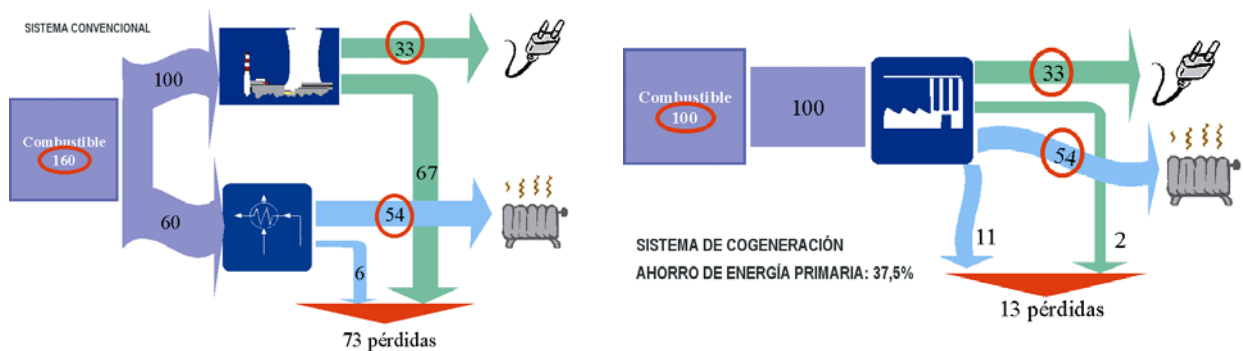 SISTEMA CONVENCIONAL
100
33
Combustible
160
67
60
54
6
73 pérdidas
Combustible
100
100
33
54
11
2
SISTEMA DE COGENERACIÓN
AHORRO DE ENERGÍA PRIMARIA: 37,5%
13 pérdidas